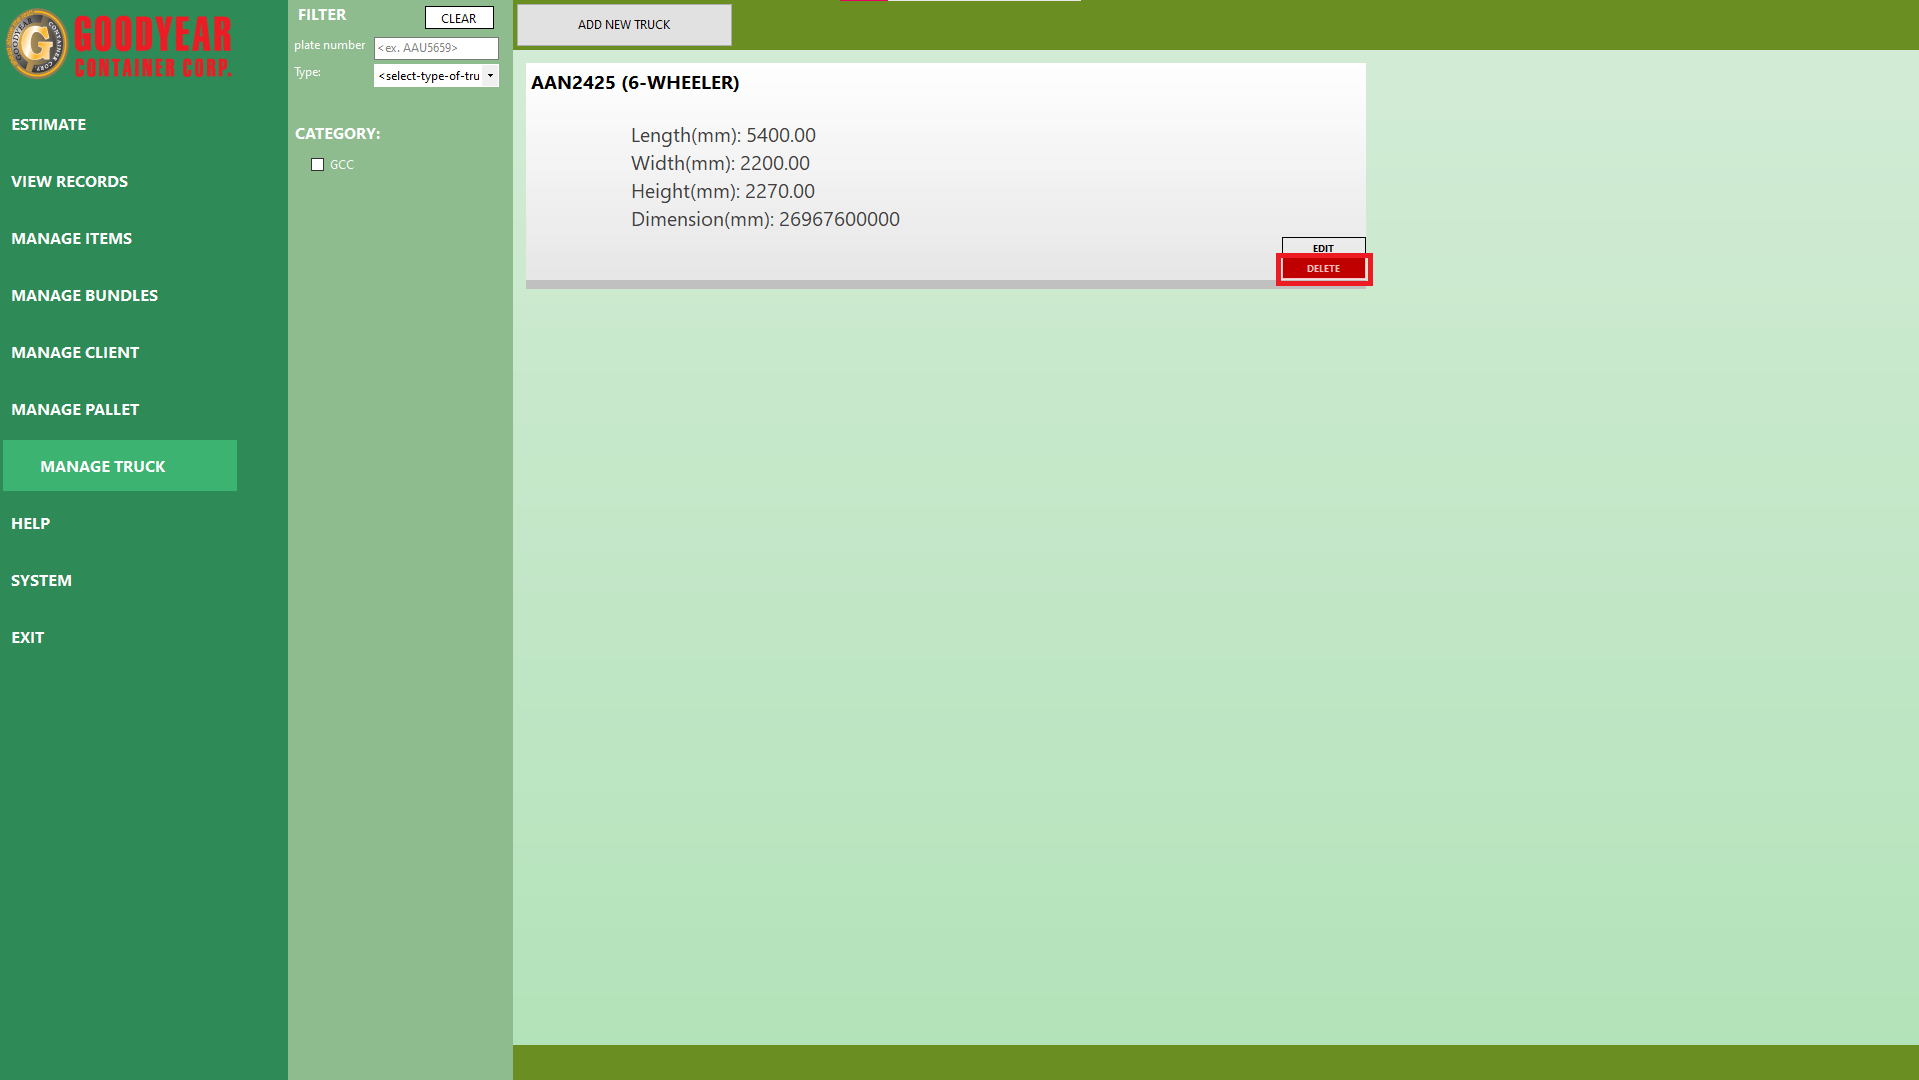 GOODYEAR
CONTAINER CORP.
ESTIMATE
VIEW RECORDS
MANAGE ITEMS
MANAGE BUNDLES
MANAGE CLIENT
MANAGE PALLET
MANAGE TRUCK
HELP
SYSTEM
EXIT
FILTER
CLEAR
plate number
<ex. AAU5659>
Type:
<select-type-of-tru
CATEGORY:
GCC
ADD NEW TRUCK
AAN2425 (6-WHEELER)
Length(mm): 5400.00
Width(mm): 2200.00
Height(mm): 2270.00
Dimension(mm): 26967600000
EDIT
DELETE